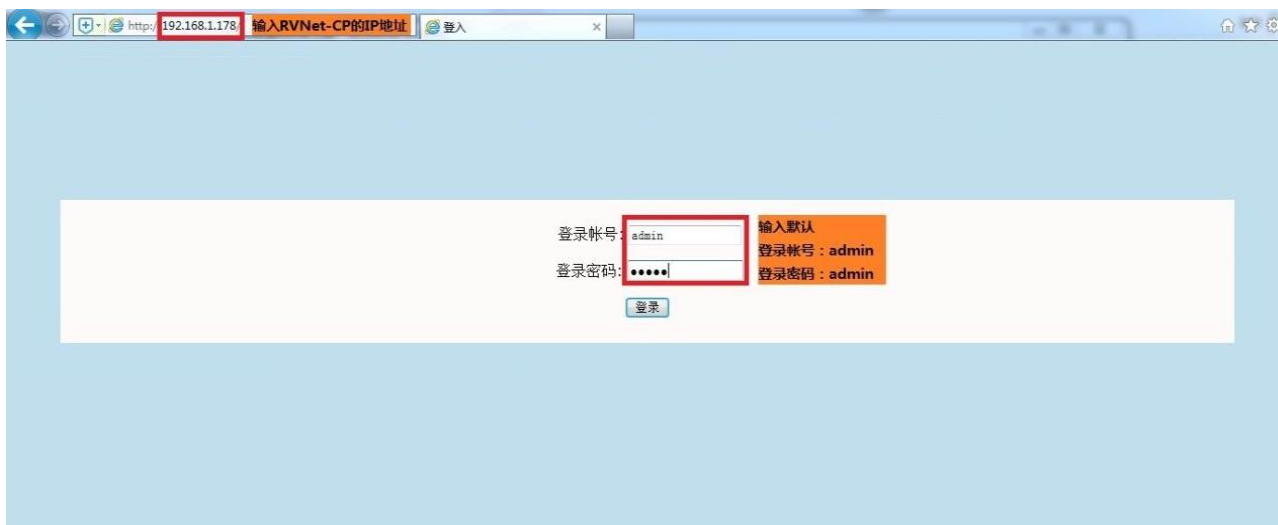 http://192.168.1.178/ 输入RVNet-CP的IP地址 登入
登录帐号: admin 输入默认
登录帐号：admin
登录密码: ●●●●● 登录密码：admin
登录